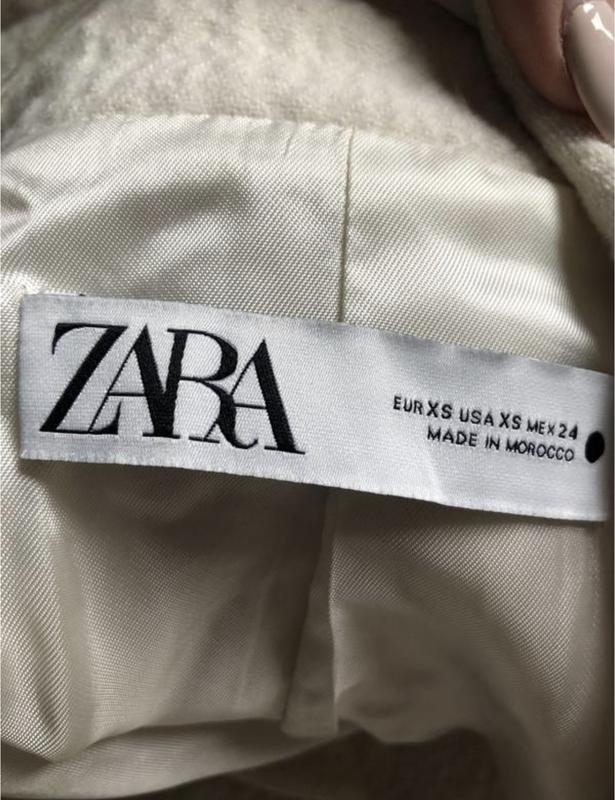 ZARA
EUR XS USA XS MEX 24
MADE IN MOROCCO